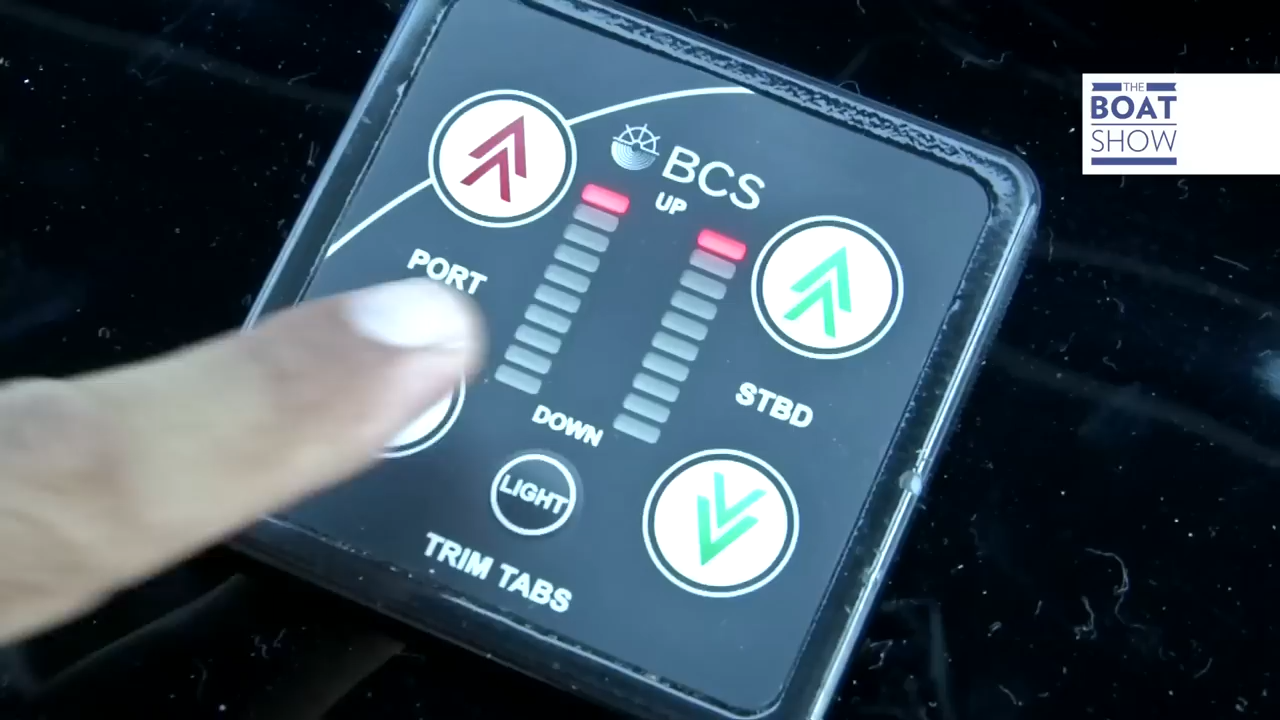 THE
BOAT
SHOW
BCS
UP
PORT
STBD
DOWN
LIGHT
TRIM TABS